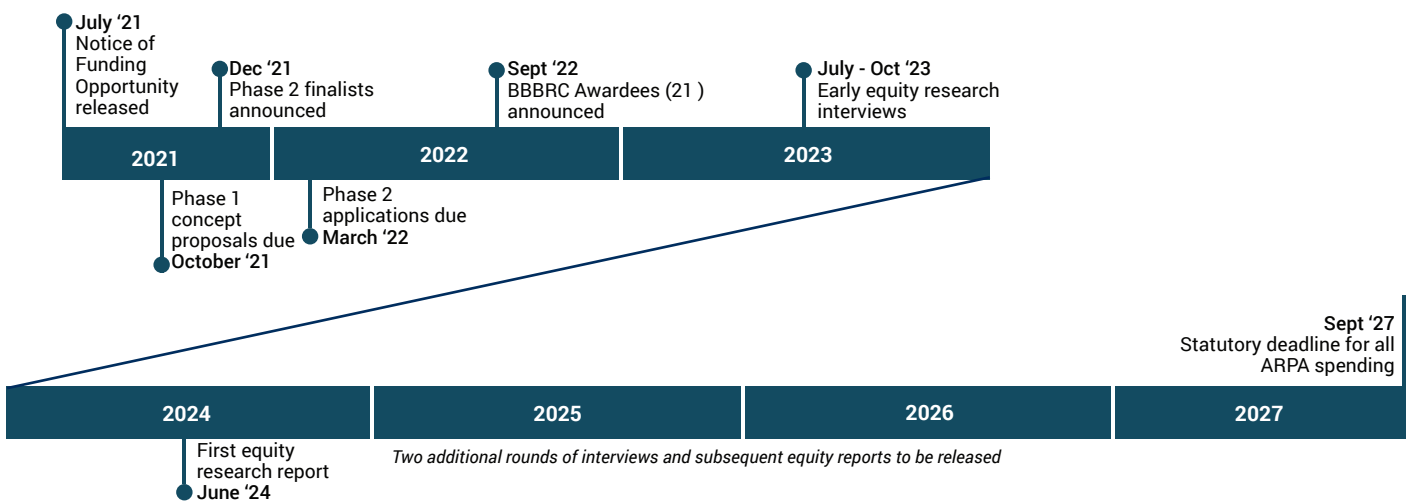 July ‘21
Notice of
Funding
Opportunity
released
Dec ‘21
Phase 2 finalists
announced
Sept ‘22
BBBRC Awardees (21 )
announced
July - Oct ‘23
Early equity research
interviews
2021
2022
2023
Phase 1
concept
proposals due
October ‘21
Phase 2
applications due
March ‘22
Sept ‘27
Statutory deadline for all
ARPA spending
2024
2025
2026
2027
First equity
research report
June ‘24
Two additional rounds of interviews and subsequent equity reports to be released